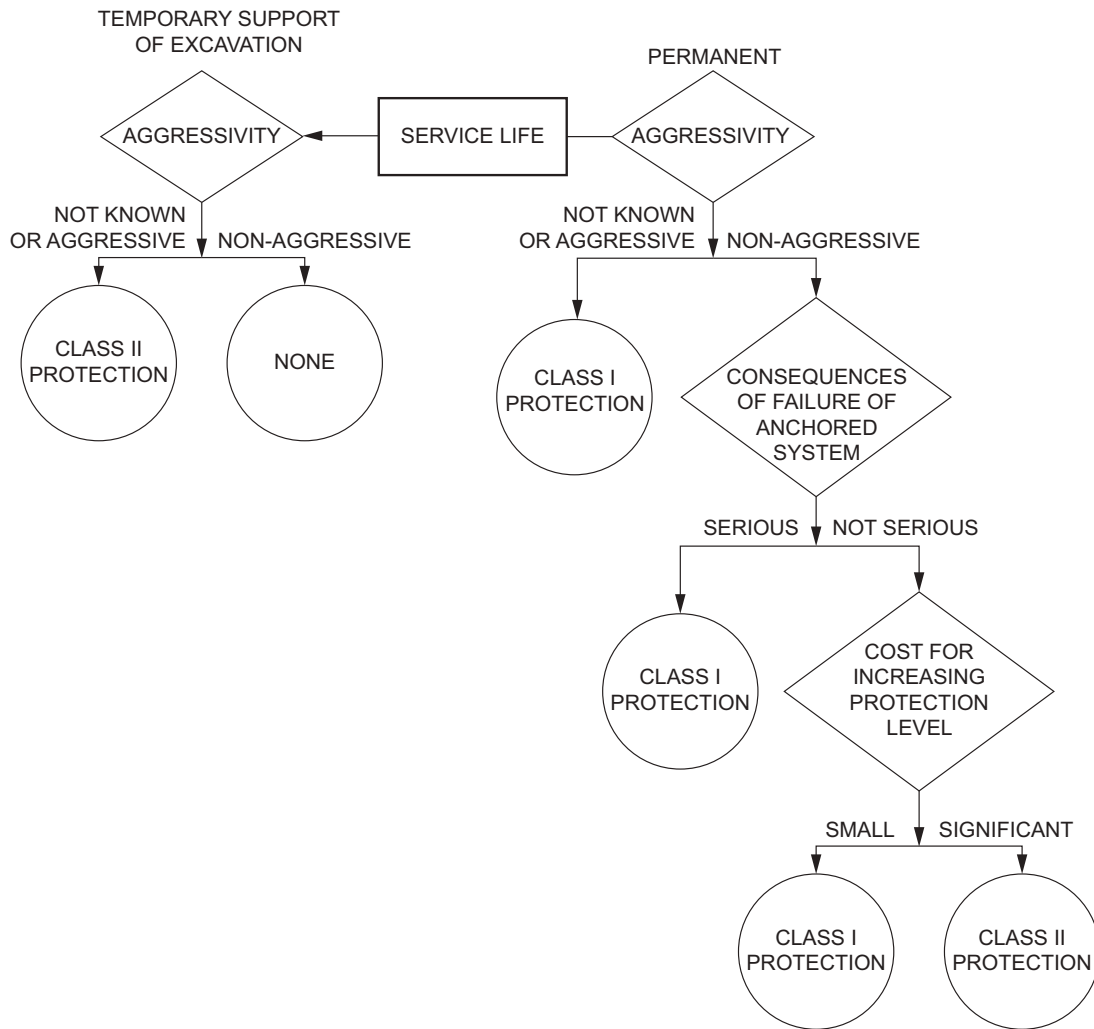 TEMPORARY SUPPORT
OF EXCAVATION
PERMANENT
AGGRESSIVITY
SERVICE LIFE
AGGRESSIVITY
NOT KNOWN
OR AGGRESSIVE
NON-AGGRESSIVE
NOT KNOWN
OR AGGRESSIVE
NON-AGGRESSIVE
CLASS II
PROTECTION
NONE
CLASS I
PROTECTION
CONSEQUENCES
OF FAILURE OF
ANCHORED
SYSTEM
SERIOUS
NOT SERIOUS
CLASS I
PROTECTION
COST FOR
INCREASING
PROTECTION
LEVEL
SMALL
SIGNIFICANT
CLASS I
PROTECTION
CLASS II
PROTECTION